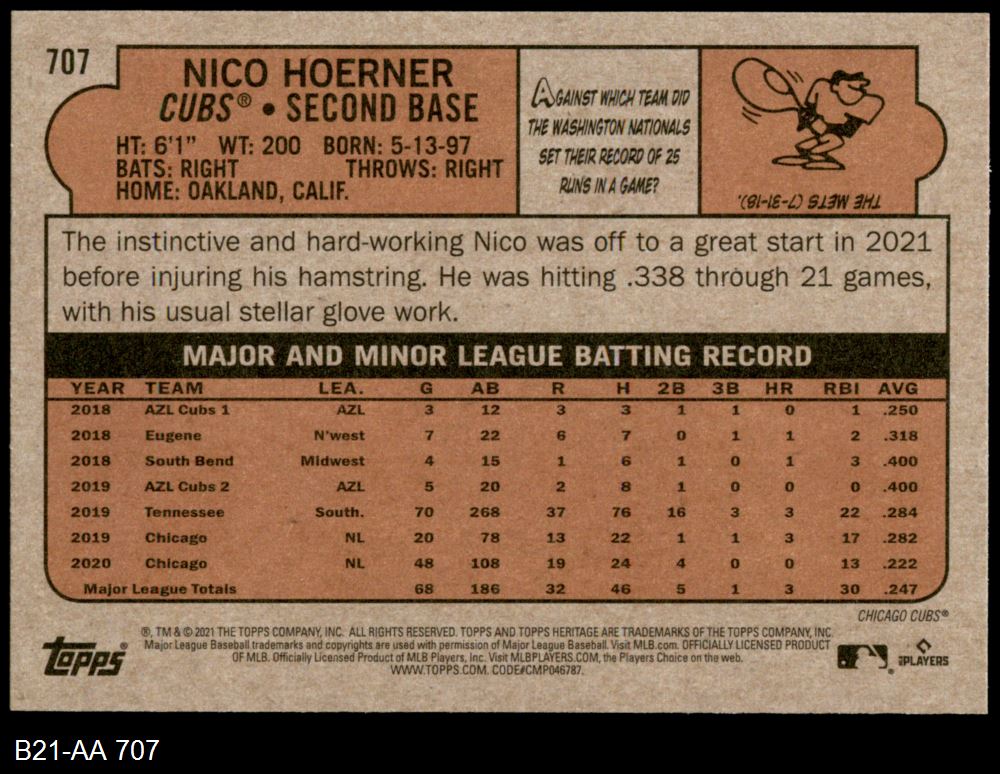 707
NICO HOERNER
CUBS® • SECOND BASE
HT: 6'1" WT: 200 BORN: 5-13-97
BATS: RIGHT THROWS: RIGHT
HOME: OAKLAND, CALIF.
AGAINST WHICH TEAM DID
THE WASHINGTON NATIONALS
SET THEIR RECORD OF 25
RUNS IN A GAME?
THE METS (7-31-18).
The instinctive and hard-working Nico was off to a great start in 2021
before injuring his hamstring. He was hitting .338 through 21 games,
with his usual stellar glove work.
MAJOR AND MINOR LEAGUE BATTING RECORD
YEAR TEAM LEA. G AB R H 2B 3B HR RBI AVG
2018 AZL Cubs 1 AZL 3 12 3 3 1 1 0 1 .250
2018 Eugene N'west 7 22 6 7 0 1 1 2 .318
2018 South Bend Midwest 4 15 1 6 1 0 1 3 .400
2019 AZL Cubs 2 AZL 5 20 2 8 1 0 0 0 .400
2019 Tennessee South. 70 268 37 76 16 3 3 22 .284
2019 Chicago NL 20 78 13 22 1 1 3 17 .282
2020 Chicago NL 48 108 19 24 4 0 0 13 .222
Major League Totals 68 186 32 46 5 1 3 30 .247
CHICAGO CUBS®
®, TM & © 2021 THE TOPPS COMPANY, INC. ALL RIGHTS RESERVED. TOPPS AND TOPPS HERITAGE ARE TRADEMARKS OF THE TOPPS COMPANY, INC.
Major League Baseball trademarks and copyrights are used with permission of Major League Baseball. Visit MLB.com. OFFICIALLY LICENSED PRODUCT
OF MLB. Officially Licensed Product of MLB Players, Inc. Visit MLBPLAYERS.COM, the Players Choice on the web.
WWW.TOPPS.COM. CODE#CMP046787.
topps®
PLAYERS
B21-AA 707